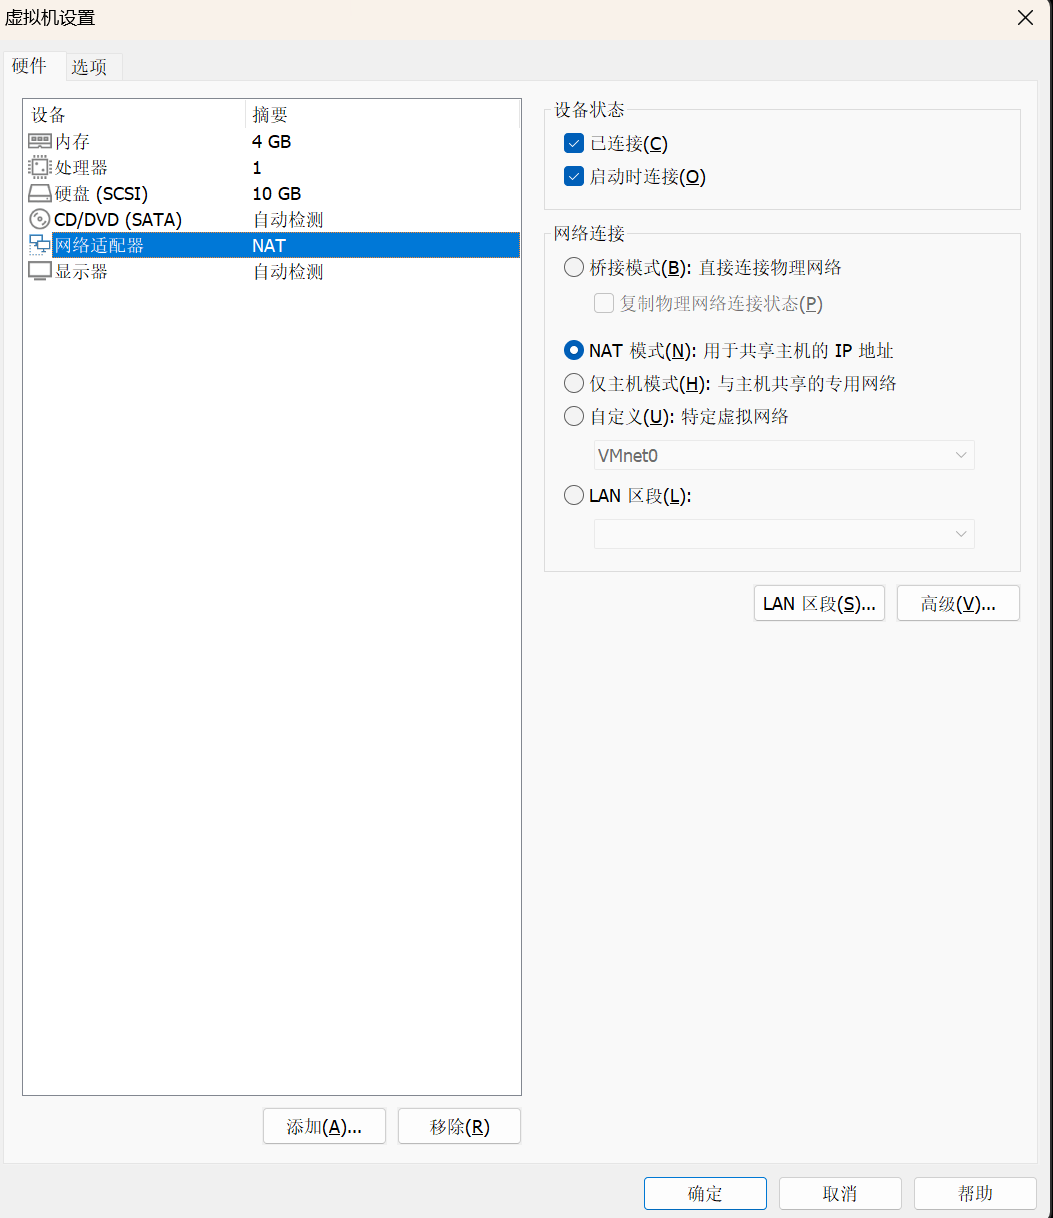 虚拟机设置
硬件 选项
设备 摘要
内存 4 GB
处理器 1
硬盘 (SCSI) 10 GB
CD/DVD (SATA) 自动检测
网络适配器 NAT
显示器 自动检测
添加(A)... 移除(R)
设备状态
已连接(C)
启动时连接(O)
网络连接
桥接模式(B): 直接连接物理网络
复制物理网络连接状态(P)
NAT 模式(N): 用于共享主机的 IP 地址
仅主机模式(H): 与主机共享的专用网络
自定义(U): 特定虚拟网络
VMnet0
LAN 区段(L):
LAN 区段(S)... 高级(V)...
确定 取消 帮助